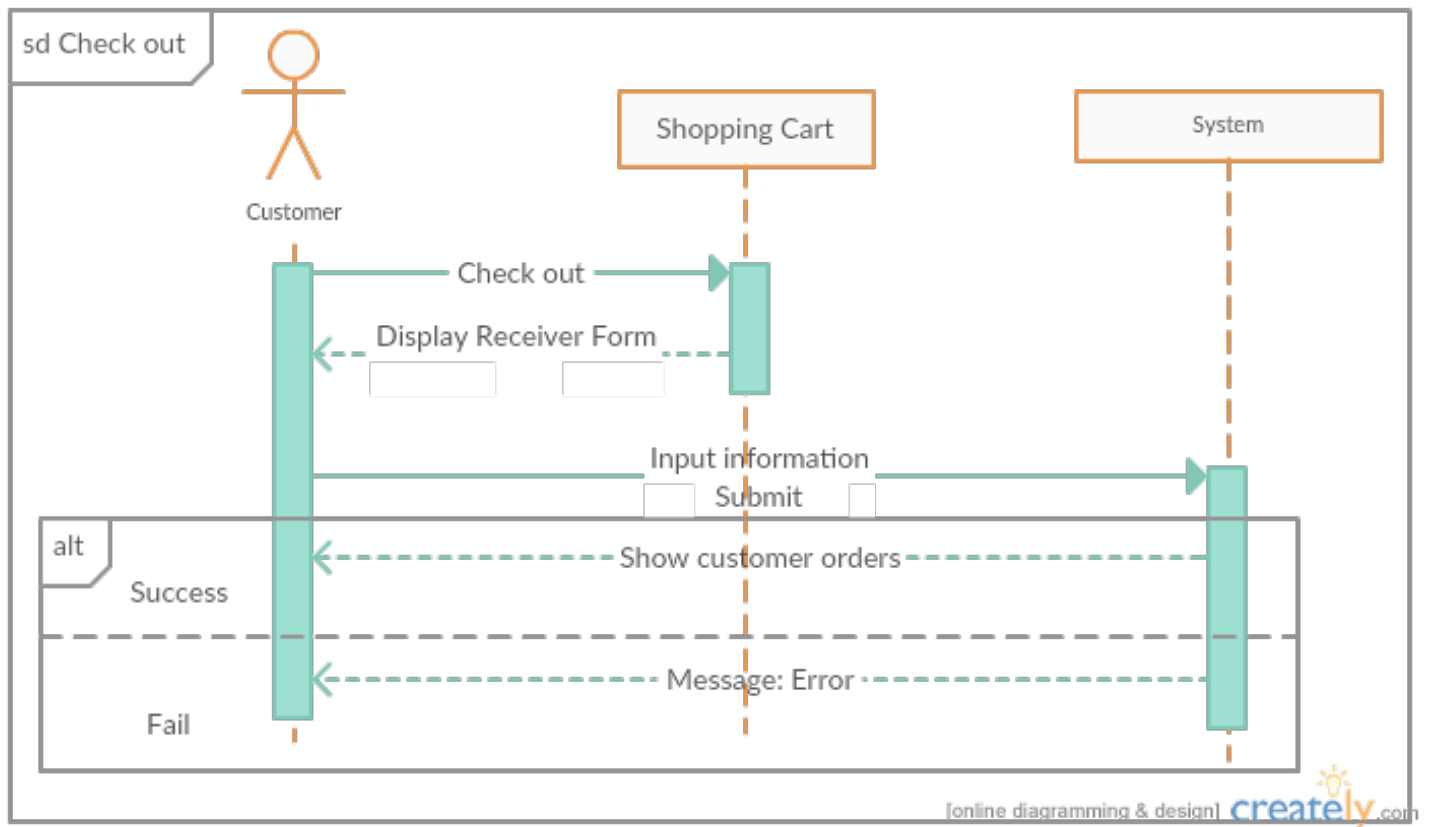 sd Check out
Shopping Cart
System
Customer
Check out
Display Receiver Form
Input information
Submit
alt
Show customer orders
Success
Message: Error
Fail
[online diagramming & design] creately.com